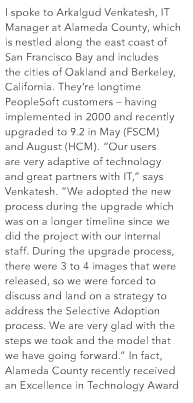 I spoke to Arkalgud Venkatesh, IT
Manager at Alameda County, which
is nestled along the east coast of
San Francisco Bay and includes
the cities of Oakland and Berkeley,
California. They’re longtime
PeopleSoft customers – having
implemented in 2000 and recently
upgraded to 9.2 in May (FSCM)
and August (HCM). “Our users
are very adaptive of technology
and great partners with IT,” says
Venkatesh. “We adopted the new
process during the upgrade which
was on a longer timeline since we
did the project with our internal
staff. During the upgrade process,
there were 3 to 4 images that were
released, so we were forced to
discuss and land on a strategy to
address the Selective Adoption
process. We are very glad with the
steps we took and the model that
we have going forward.” In fact,
Alameda County recently received
an Excellence in Technology Award